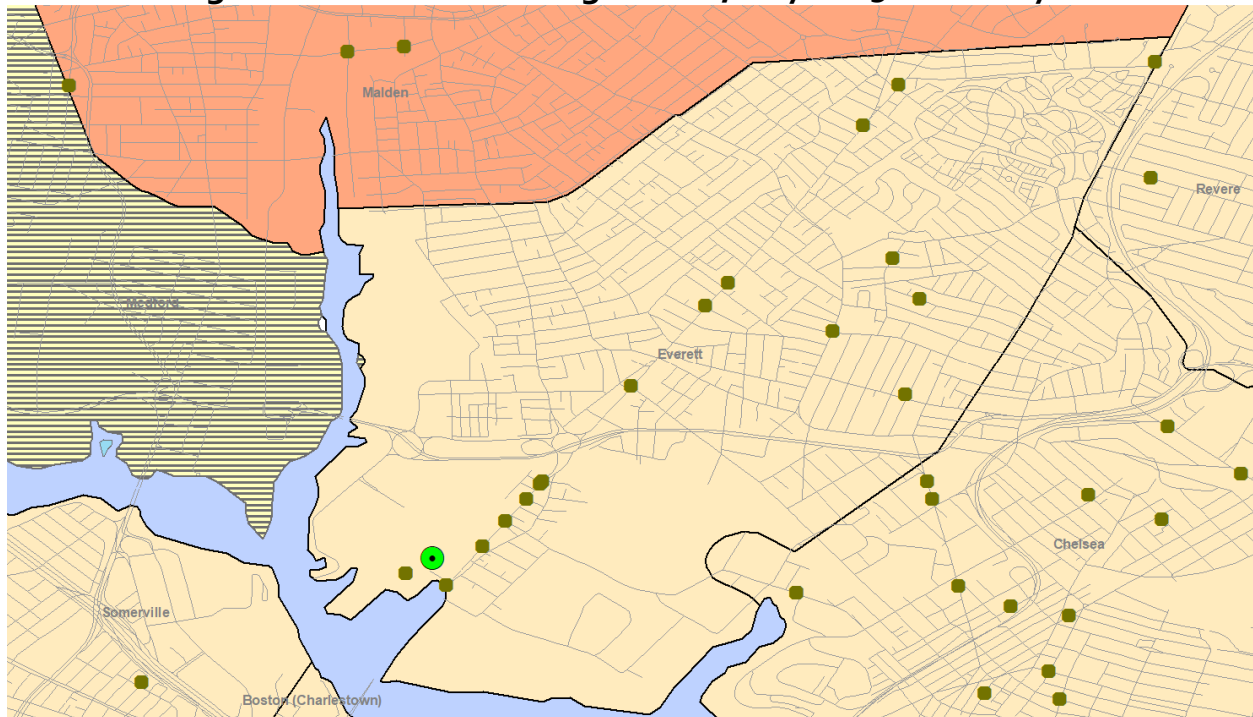 Malden
Revere
Medford
Everett
Chelsea
Somerville
Boston (Charlestown)